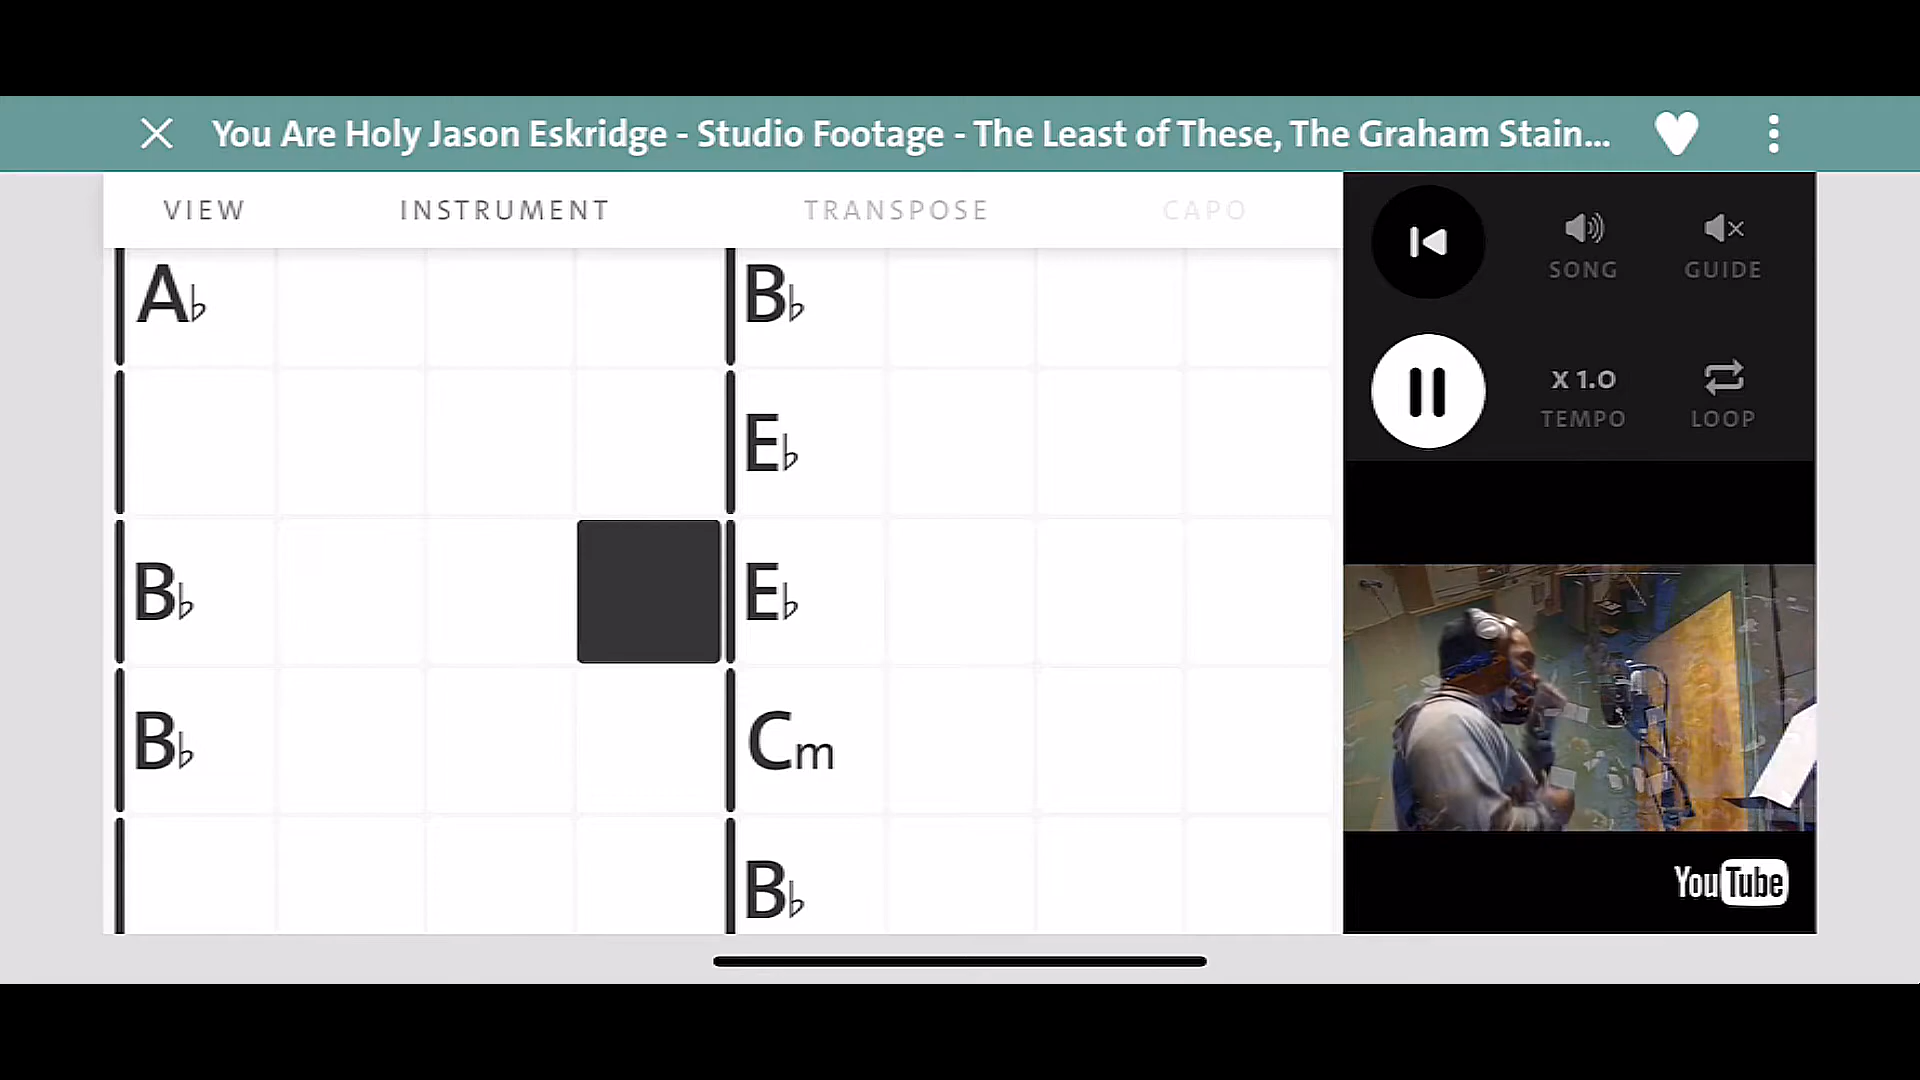 You Are Holy Jason Eskridge - Studio Footage - The Least of These, The Graham Stain...
VIEW INSTRUMENT TRANSPOSE CAPO
SONG GUIDE
A♭ B♭
X 1.0
TEMPO LOOP
E♭
B♭ E♭
B♭ Cm
B♭
YouTube